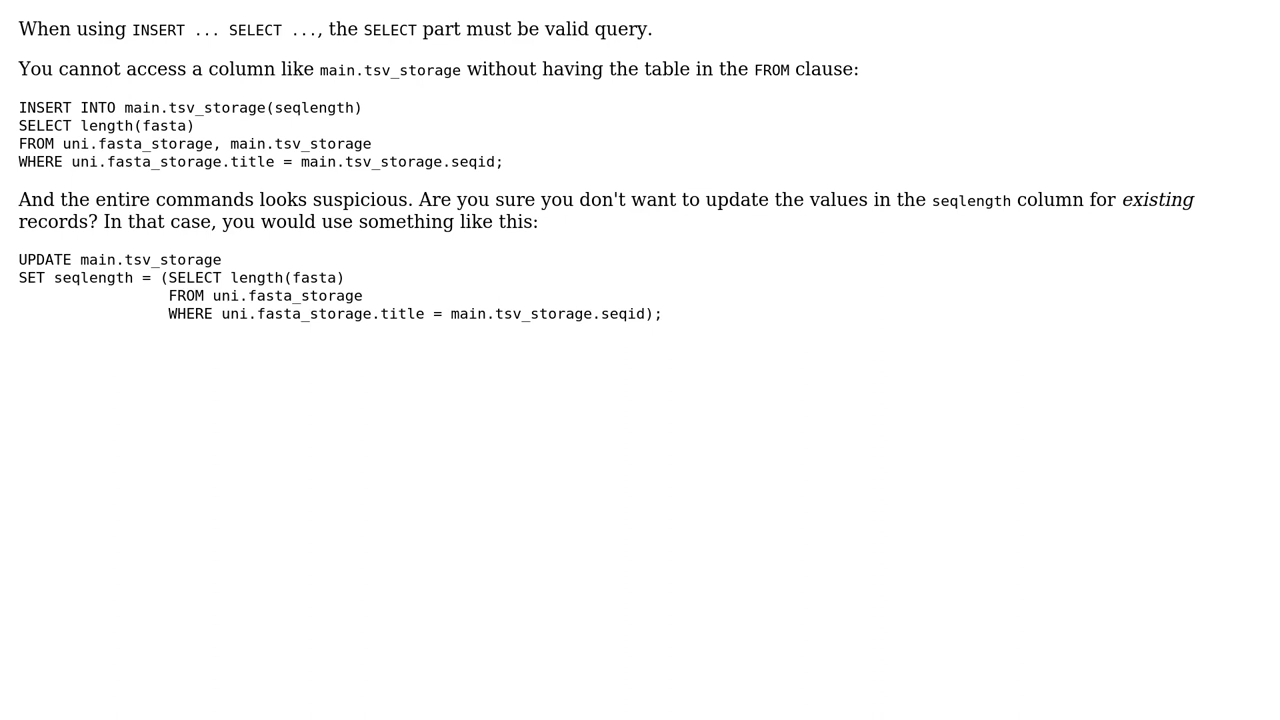 When using INSERT ... SELECT ..., the SELECT part must be valid query.
You cannot access a column like main.tsv_storage without having the table in the FROM clause:
INSERT INTO main.tsv_storage(seqlength)
SELECT length(fasta)
FROM uni.fasta_storage, main.tsv_storage
WHERE uni.fasta_storage.title = main.tsv_storage.seqid;
And the entire commands looks suspicious. Are you sure you don't want to update the values in the seqlength column for existing
records? In that case, you would use something like this:
UPDATE main.tsv_storage
SET seqlength = (SELECT length(fasta)
                 FROM uni.fasta_storage
                 WHERE uni.fasta_storage.title = main.tsv_storage.seqid);